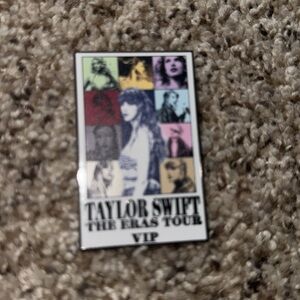 TAYLOR SWIFT
THE ERAS TOUR
VIP